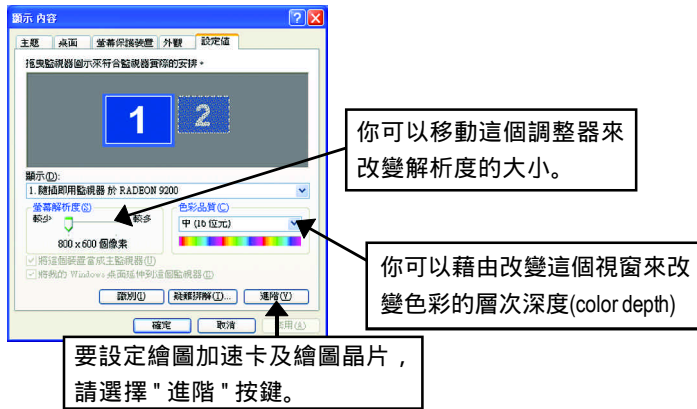 顯示 內容
主題 桌面 螢幕保護裝置 外觀 設定值
拖曳監視器圖示來符合監視器實際的安排。
1 2
你可以移動這個調整器來
改變解析度的大小。
顯示(D):
1. 隨插即用監視器 於 RADEON 9200
螢幕解析度(S) 色彩品質(C)
較少 較多 中 (16 位元)
800 x 600 個像素
將這個裝置當成主監視器(U)
將我的 Windows 桌面延伸到這個監視器(E)
你可以藉由改變這個視窗來改
變色彩的層次深度(color depth)
識別(I) 疑難排解(T)... 進階(V)
確定 取消 用(A)
要設定繪圖加速卡及繪圖晶片，
請選擇 " 進階 " 按鍵。